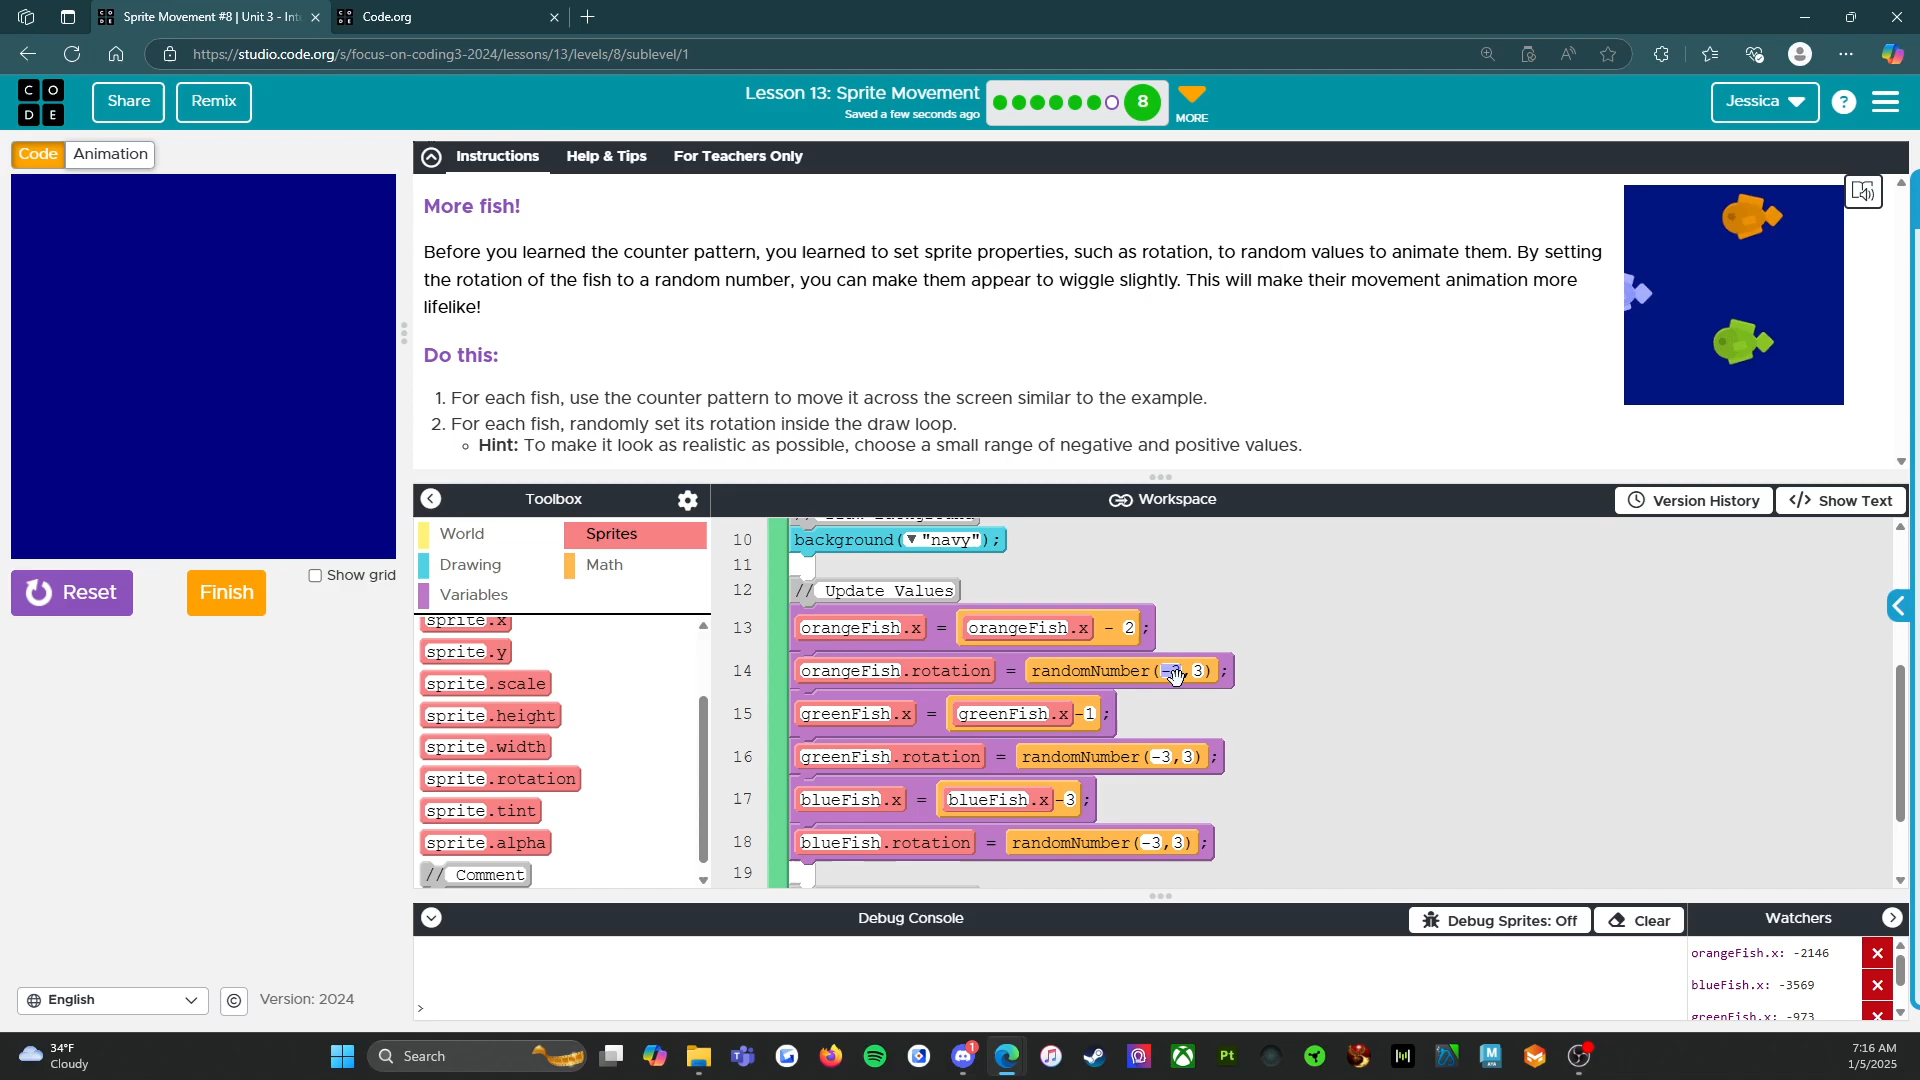 Sprite Movement #8 | Unit 3 - Int
Code.org
https://studio.code.org/s/focus-on-coding3-2024/lessons/13/levels/8/sublevel/1
C O D E
Share
Remix
Lesson 13: Sprite Movement
Saved a few seconds ago
8
MORE
Jessica
?
Code
Animation
Instructions
Help & Tips
For Teachers Only
More fish!
Before you learned the counter pattern, you learned to set sprite properties, such as rotation, to random values to animate them. By setting
the rotation of the fish to a random number, you can make them appear to wiggle slightly. This will make their movement animation more
lifelike!
Do this:
1. For each fish, use the counter pattern to move it across the screen similar to the example.
2. For each fish, randomly set its rotation inside the draw loop.
Hint: To make it look as realistic as possible, choose a small range of negative and positive values.
Reset
Finish
Show grid
Toolbox
Workspace
Version History
</> Show Text
World
Sprites
Drawing
Math
Variables
sprite.x
sprite.y
sprite.scale
sprite.height
sprite.width
sprite.rotation
sprite.tint
sprite.alpha
// Comment
10 background("navy");
11
12 // Update Values
13 orangeFish.x = orangeFish.x - 2;
14 orangeFish.rotation = randomNumber(-3, 3);
15 greenFish.x = greenFish.x-1;
16 greenFish.rotation = randomNumber(-3,3);
17 blueFish.x = blueFish.x-3;
18 blueFish.rotation = randomNumber(-3,3);
19
Debug Console
Debug Sprites: Off
Clear
Watchers
>
orangeFish.x: -2146
blueFish.x: -3569
greenFish.x: -973
English
©
Version: 2024
34°F
Cloudy
Search
1
Pt
M
7:16 AM
1/5/2025